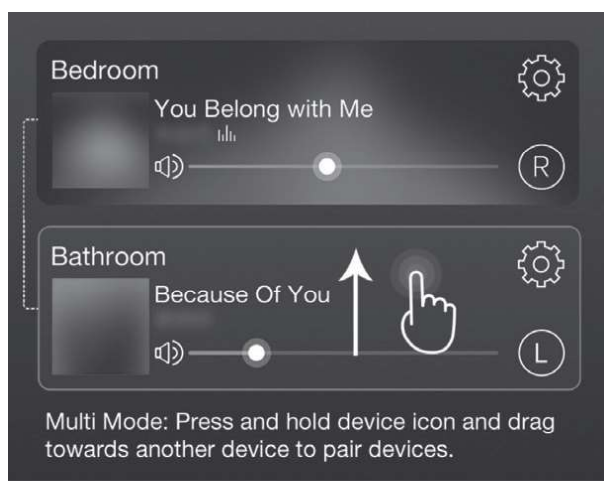 Bedroom
You Belong with Me
R
Bathroom
Because Of You
L
Multi Mode: Press and hold device icon and drag
towards another device to pair devices.